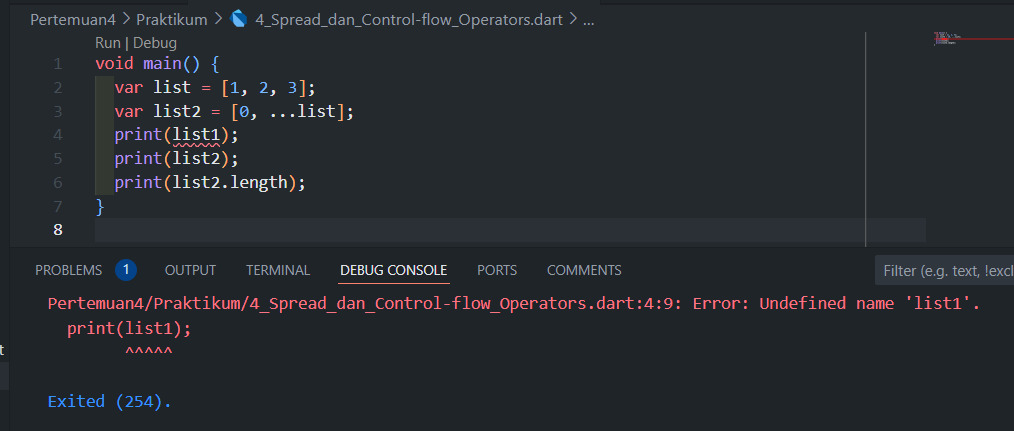 Pertemuan4 > Praktikum > 4_Spread_dan_Control-flow_Operators.dart > ...
Run | Debug
1 void main() {
2   var list = [1, 2, 3];
3   var list2 = [0, ...list];
4   print(list1);
5   print(list2);
6   print(list2.length);
7 }
8
PROBLEMS 1 OUTPUT TERMINAL DEBUG CONSOLE PORTS COMMENTS Filter (e.g. text, !excl
Pertemuan4/Praktikum/4_Spread_dan_Control-flow_Operators.dart:4:9: Error: Undefined name 'list1'.
  print(list1);
        ^^^^^
t
Exited (254).